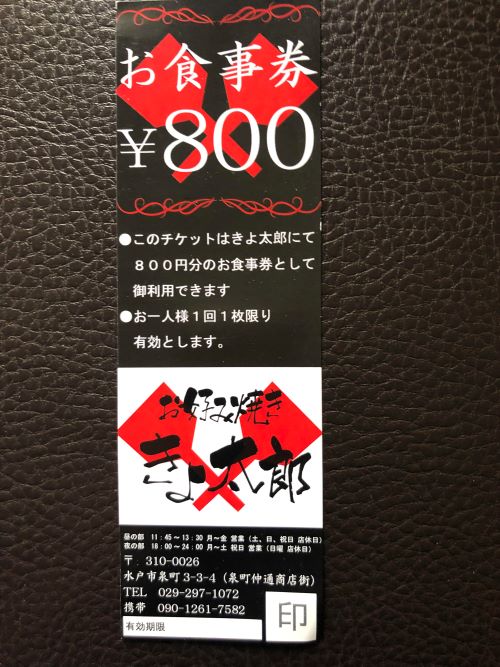 お食事券
￥800
●このチケットはきよ太郎にて
８００円分のお食事券として
御利用できます
●お一人様１回１枚限り
有効とします。
お好み焼き
きよ太郎
昼の部 11：45～13：30 月～金 営業（土、日、祝日 店休日）
夜の部 18：00～24：00 月～土 祝日 営業（日曜 店休日）
〒 310-0026
水戸市泉町3-3-4（泉町仲通商店街）
TEL 029-297-1072
携帯 090-1261-7582
有効期限
印